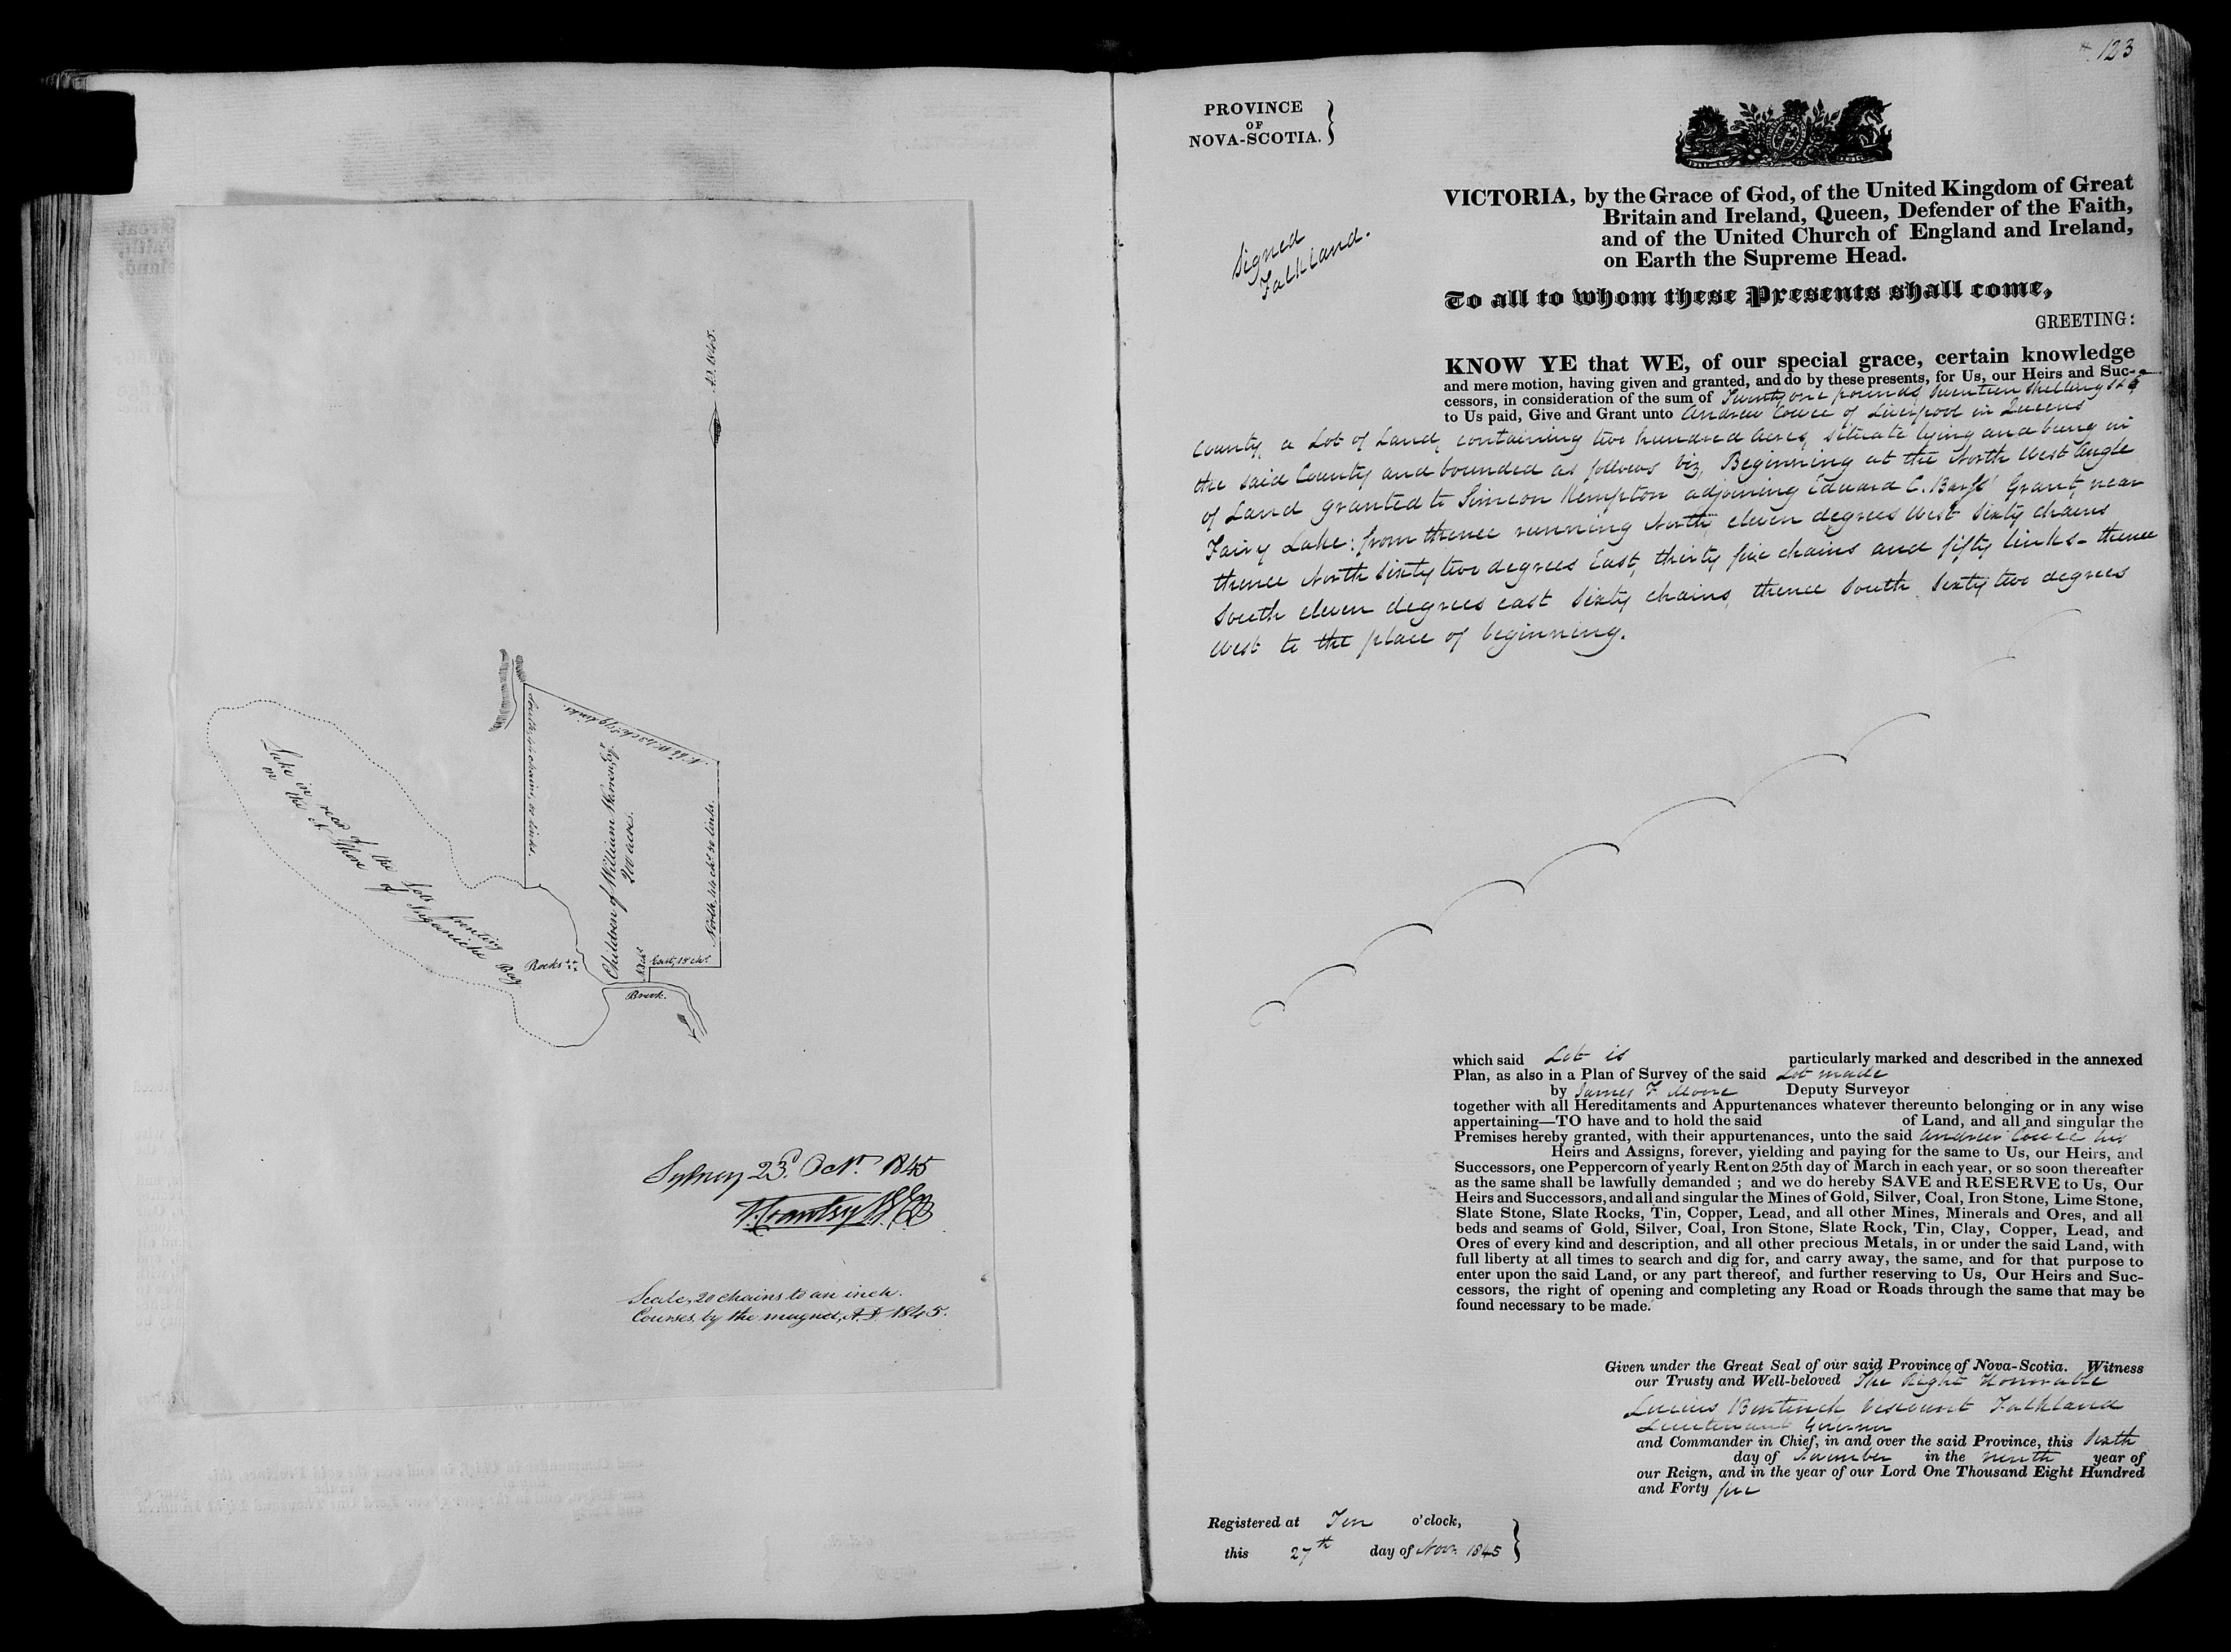 A.D. 1845.
South, 44 chains, 80 links.
N. 66 W. 43 chs. 79 links.
Children of William Skeren Esqr.
200 acres.
North, 44 chs. 80 links.
East, 18 chs.
Brook.
Rocks
Lake in rear of the Lots fronting
on the N Shore of Inganiche Bay
Sydney 23d. Octr. 1845
Scale, 20 chains to an inch.
Courses, by the magnet, A.D. 1845.
123
PROVINCE
OF
NOVA-SCOTIA.
Signed
Falkland.
VICTORIA, by the Grace of God, of the United Kingdom of Great
Britain and Ireland, Queen, Defender of the Faith,
and of the United Church of England and Ireland,
on Earth the Supreme Head.
To all to whom these Presents shall come,
GREETING:
KNOW YE that WE, of our special grace, certain knowledge
and mere motion, having given and granted, and do by these presents, for Us, our Heirs and Suc-
cessors, in consideration of the sum of Twenty one pounds, Seventeen Shillings Stg
to Us paid, Give and Grant unto Andrew Cowie of Liverpool in Queens
County, a Lot of Land, containing two hundred Acres, situate lying and being in
the said County and bounded as follows viz, Beginning at the North West Angle
of Land granted to Simeon Kempton adjoining Edward C. Barss' Grant, near
Fairy Lake: from thence running North eleven degrees West Sixty chains
thence North Sixty two degrees East, thirty five chains and fifty links - thence
South eleven degrees east Sixty chains, thence South Sixty two degrees
West to the place of beginning.
which said Lot is particularly marked and described in the annexed
Plan, as also in a Plan of Survey of the said Lot made
by James F. Moore Deputy Surveyor
together with all Hereditaments and Appurtenances whatever thereunto belonging or in any wise
appertaining—TO have and to hold the said of Land, and all and singular the
Premises hereby granted, with their appurtenances, unto the said Andrew Cowie his
Heirs and Assigns, forever, yielding and paying for the same to Us, our Heirs, and
Successors, one Peppercorn of yearly Rent on 25th day of March in each year, or so soon thereafter
as the same shall be lawfully demanded ; and we do hereby SAVE and RESERVE to Us, Our
Heirs and Successors, and all and singular the Mines of Gold, Silver, Coal, Iron Stone, Lime Stone,
Slate Stone, Slate Rocks, Tin, Copper, Lead, and all other Mines, Minerals and Ores, and all
beds and seams of Gold, Silver, Coal, Iron Stone, Slate Rock, Tin, Clay, Copper, Lead, and
Ores of every kind and description, and all other precious Metals, in or under the said Land, with
full liberty at all times to search and dig for, and carry away, the same, and for that purpose to
enter upon the said Land, or any part thereof, and further reserving to Us, Our Heirs and Suc-
cessors, the right of opening and completing any Road or Roads through the same that may be
found necessary to be made.
Given under the Great Seal of our said Province of Nova-Scotia. Witness
our Trusty and Well-beloved The Right Honorable
Lucius Bentinck Viscount Falkland
Lieutenant Governor
and Commander in Chief, in and over the said Province, this Sixth
day of November in the ninth year of
our Reign, and in the year of our Lord One Thousand Eight Hundred
and Forty five
Registered at Ten o'clock,
this 27th day of Novr. 1845